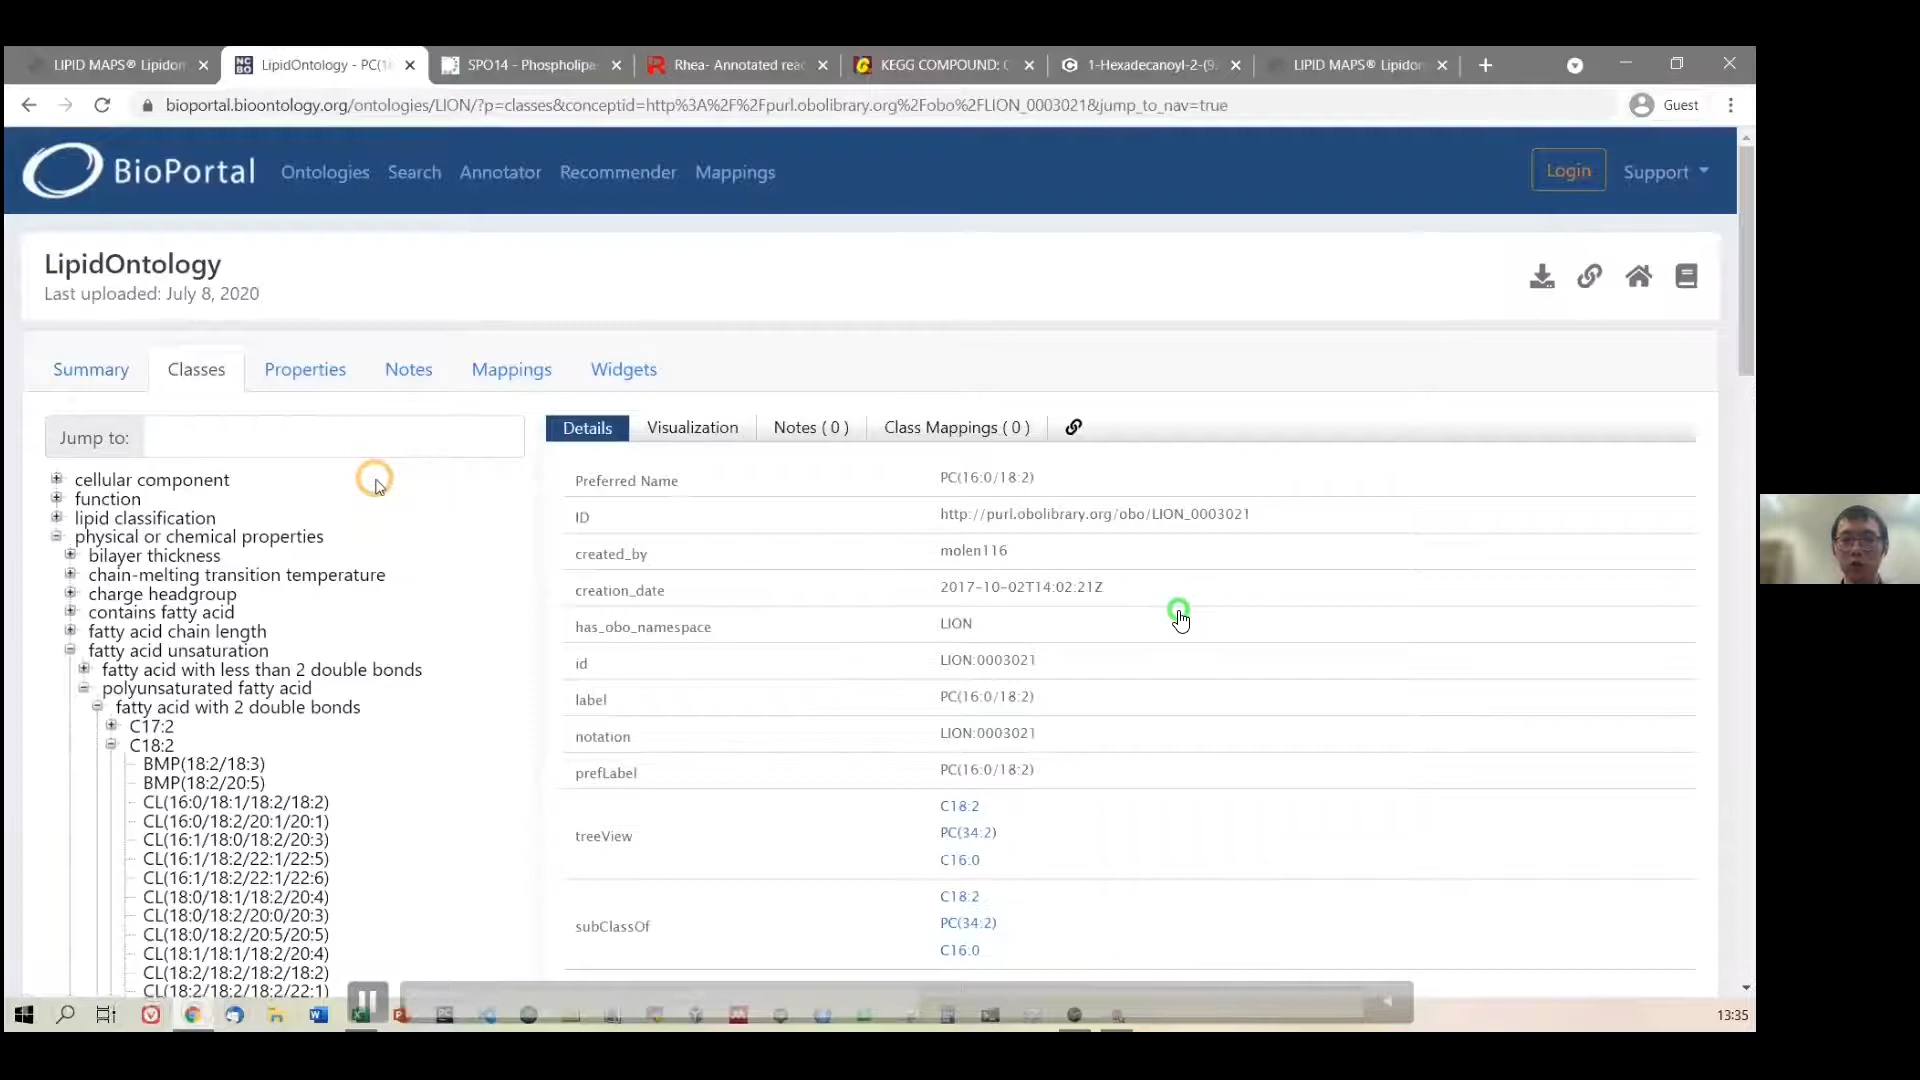 LIPID MAPS® Lipidon
LipidOntology - PC(1
SPO14 - Phospholipa
Rhea- Annotated rea
KEGG COMPOUND: C
1-Hexadecanoyl-2-(9.
LIPID MAPS® Lipidon
bioportal.bioontology.org/ontologies/LION/?p=classes&conceptid=http%3A%2F%2Fpurl.obolibrary.org%2Fobo%2FLION_0003021&jump_to_nav=true
Guest
BioPortal
Ontologies
Search
Annotator
Recommender
Mappings
Login
Support
LipidOntology
Last uploaded: July 8, 2020
Summary
Classes
Properties
Notes
Mappings
Widgets
Jump to:
cellular component
function
lipid classification
physical or chemical properties
bilayer thickness
chain-melting transition temperature
charge headgroup
contains fatty acid
fatty acid chain length
fatty acid unsaturation
fatty acid with less than 2 double bonds
polyunsaturated fatty acid
fatty acid with 2 double bonds
C17:2
C18:2
BMP(18:2/18:3)
BMP(18:2/20:5)
CL(16:0/18:1/18:2/18:2)
CL(16:0/18:2/20:1/20:1)
CL(16:1/18:0/18:2/20:3)
CL(16:1/18:2/22:1/22:5)
CL(16:1/18:2/22:1/22:6)
CL(18:0/18:1/18:2/20:4)
CL(18:0/18:2/20:0/20:3)
CL(18:0/18:2/20:5/20:5)
CL(18:1/18:1/18:2/20:4)
CL(18:2/18:2/18:2/18:2)
CL(18:2/18:2/18:2/22:1)
Details
Visualization
Notes ( 0 )
Class Mappings ( 0 )
Preferred Name PC(16:0/18:2)
ID http://purl.obolibrary.org/obo/LION_0003021
created_by molen116
creation_date 2017-10-02T14:02:21Z
has_obo_namespace LION
id LION:0003021
label PC(16:0/18:2)
notation LION:0003021
prefLabel PC(16:0/18:2)
treeView
C18:2
PC(34:2)
C16:0
subClassOf
C18:2
PC(34:2)
C16:0
13:35